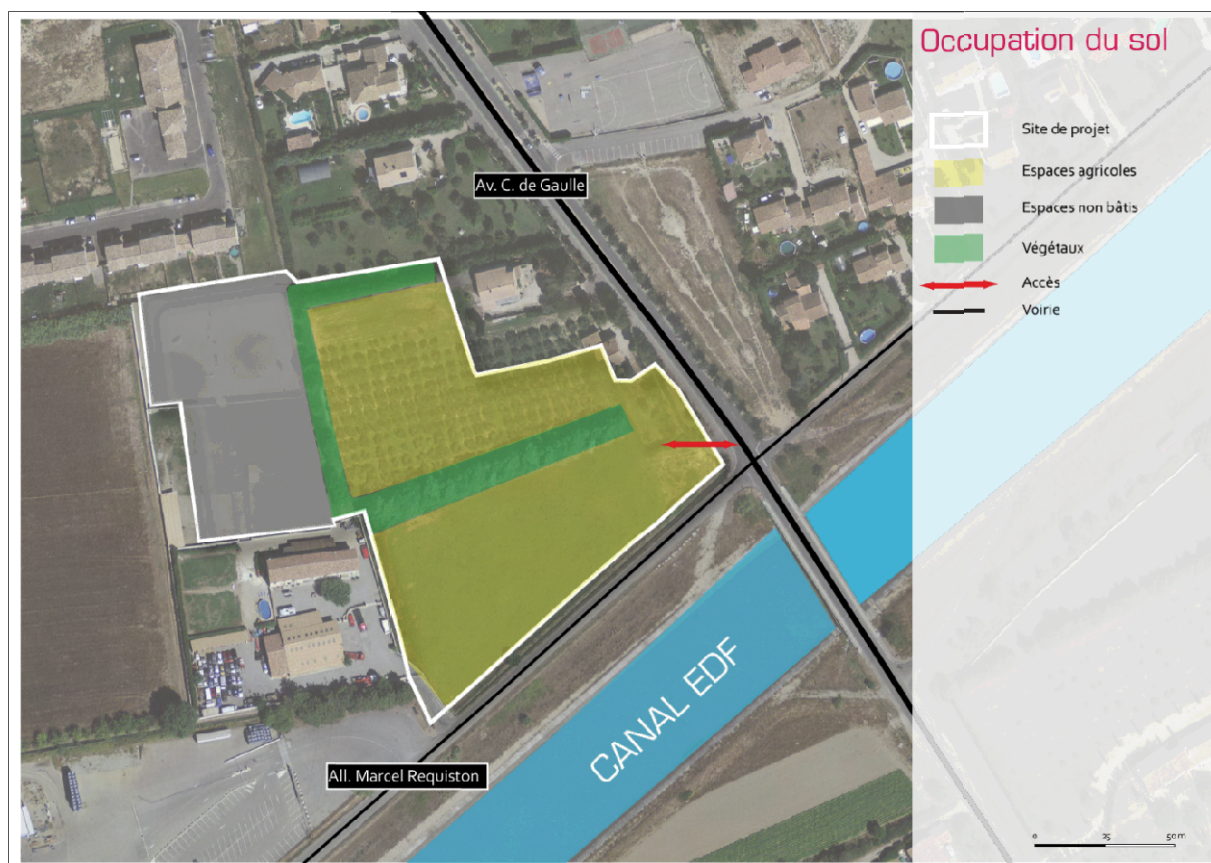 Occupation du sol
Site de projet
Espaces agricoles
Espaces non bâtis
Végétaux
Accès
Voirie
Av. C. de Gaulle
CANAL EDF
All. Marcel Requiston
0 25 50m